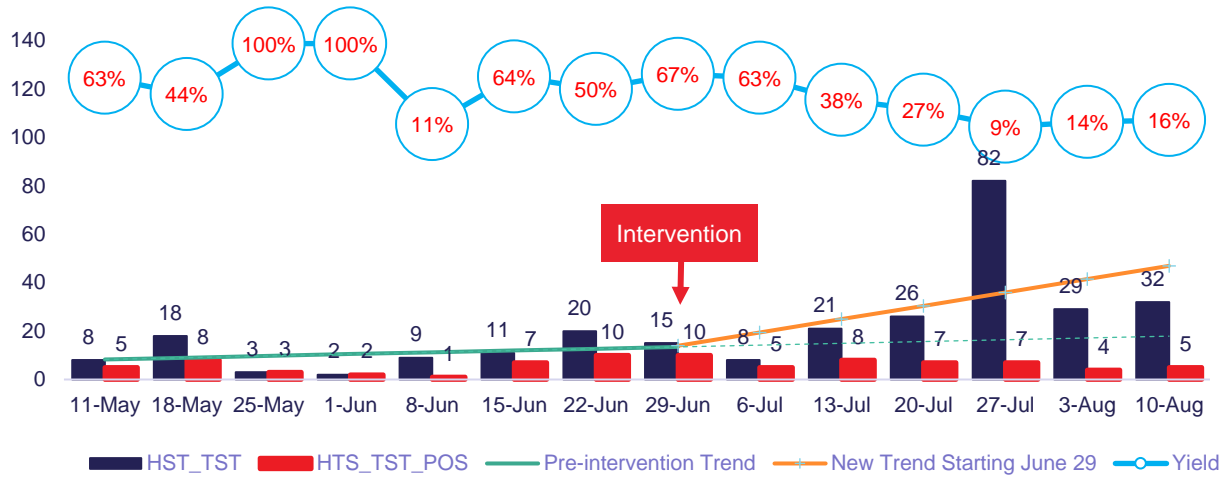 140
120
100
80
60
40
20
0
63% 44% 100% 100% 11% 64% 50% 67% 63% 38% 27% 9% 14% 16%
Intervention
8 5 18 8 3 3 2 2 9 1 11 7 20 10 15 10 8 5 21 8 26 7 82 7 29 4 32 5
11-May 18-May 25-May 1-Jun 8-Jun 15-Jun 22-Jun 29-Jun 6-Jul 13-Jul 20-Jul 27-Jul 3-Aug 10-Aug
HST_TST HTS_TST_POS Pre-intervention Trend New Trend Starting June 29 Yield